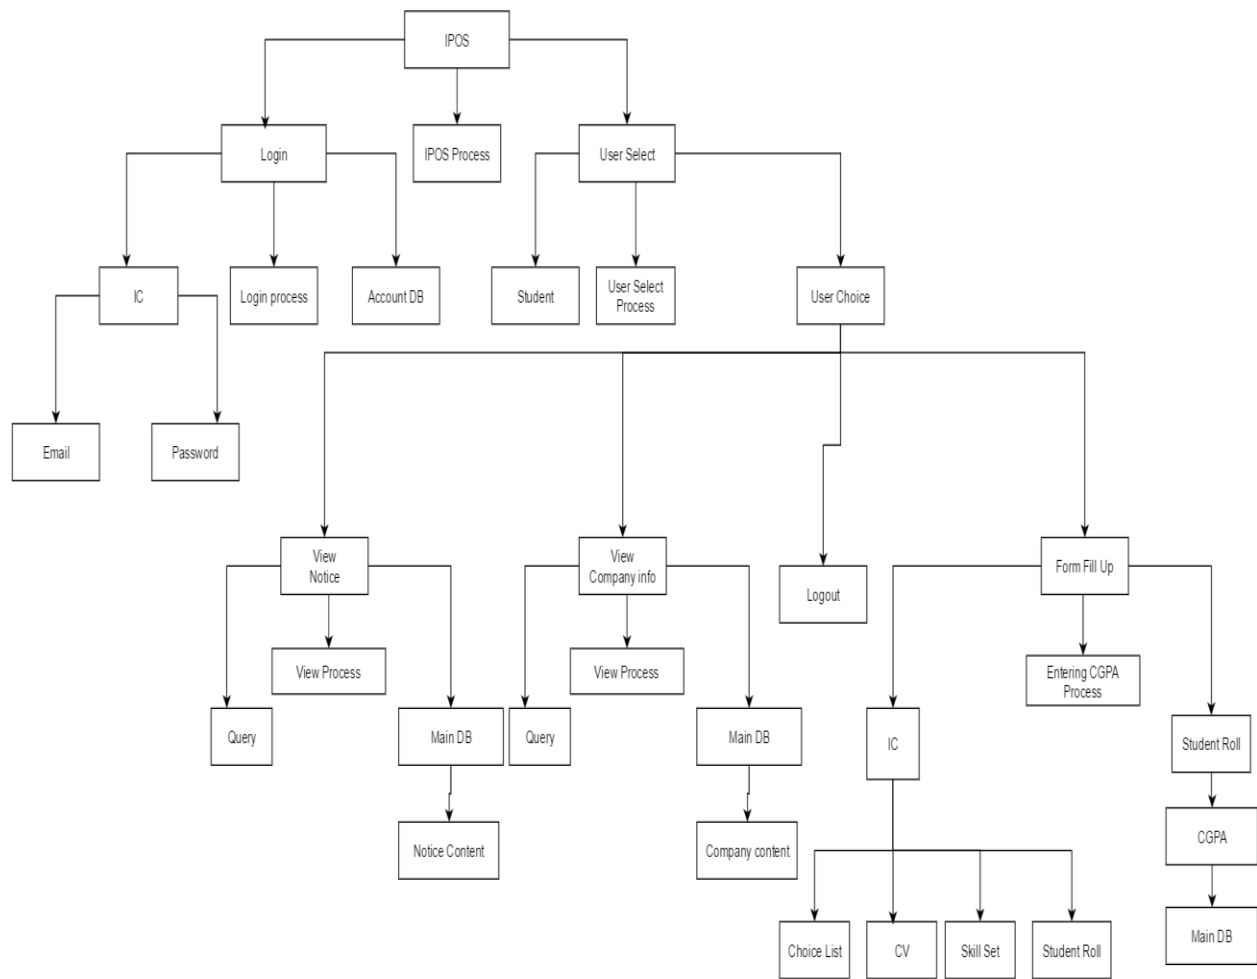 IPOS
Login
IPOS Process
User Select
IC
Login process
Account DB
Student
User Select
Process
User Choice
Email
Password
View
Notice
View
Company info
Logout
Form Fill Up
View Process
View Process
Entering CGPA
Process
Query
Main DB
Query
Main DB
IC
Student Roll
Notice Content
Company content
CGPA
Choice List
CV
Skill Set
Student Roll
Main DB